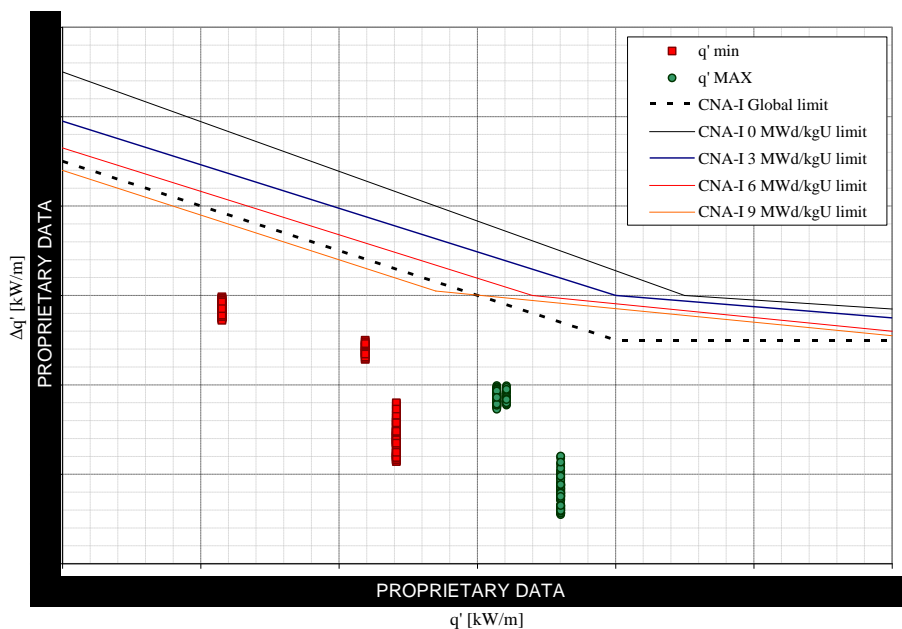 q' min
q' MAX
CNA-I Global limit
CNA-I 0 MWd/kgU limit
CNA-I 3 MWd/kgU limit
CNA-I 6 MWd/kgU limit
CNA-I 9 MWd/kgU limit
Δq' [kW/m]
PROPRIETARY DATA
PROPRIETARY DATA
q' [kW/m]